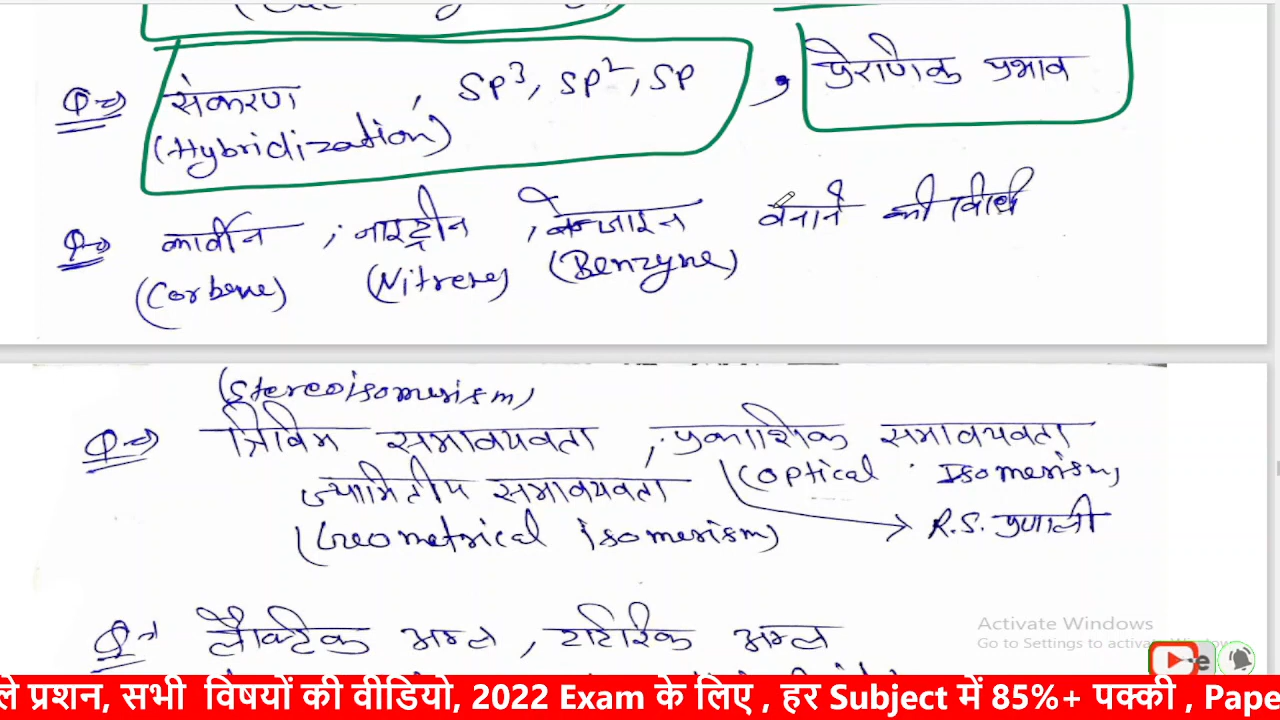 Q⇒ संकरण , SP³, SP², SP , प्रेरणिक प्रभाव
(Hybridization)
Q⇒ कार्बीन , नाइट्रीन , बेन्जाइन बनाने की विधि
(Carbene) (Nitrene) (Benzyne)
(Stereoisomerism)
Q⇒ त्रिविम समावयवता , प्रकाशिक समावयवता
ज्यामितीय समावयवता (optical Isomerism)
(Geometrical isomerism) → R.S. प्रणाली
Q⇒ लैक्टिक अम्ल , टार्टरिक अम्ल
Activate Windows
Go to Settings to activate Windows.
ले प्रशन, सभी विषयों की वीडियो, 2022 Exam के लिए , हर Subject में 85%+ पक्की , Pape